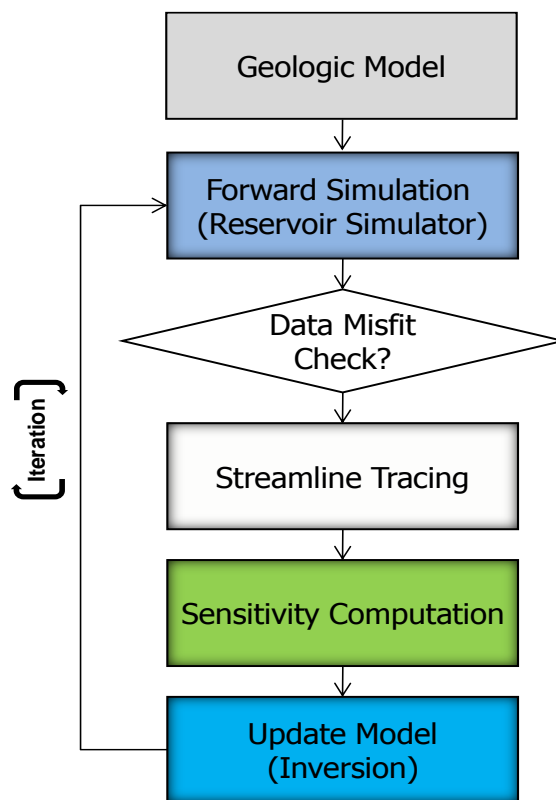 Geologic Model
Forward Simulation
(Reservoir Simulator)
Data Misfit
Check?
Streamline Tracing
Sensitivity Computation
Update Model
(Inversion)
Iteration